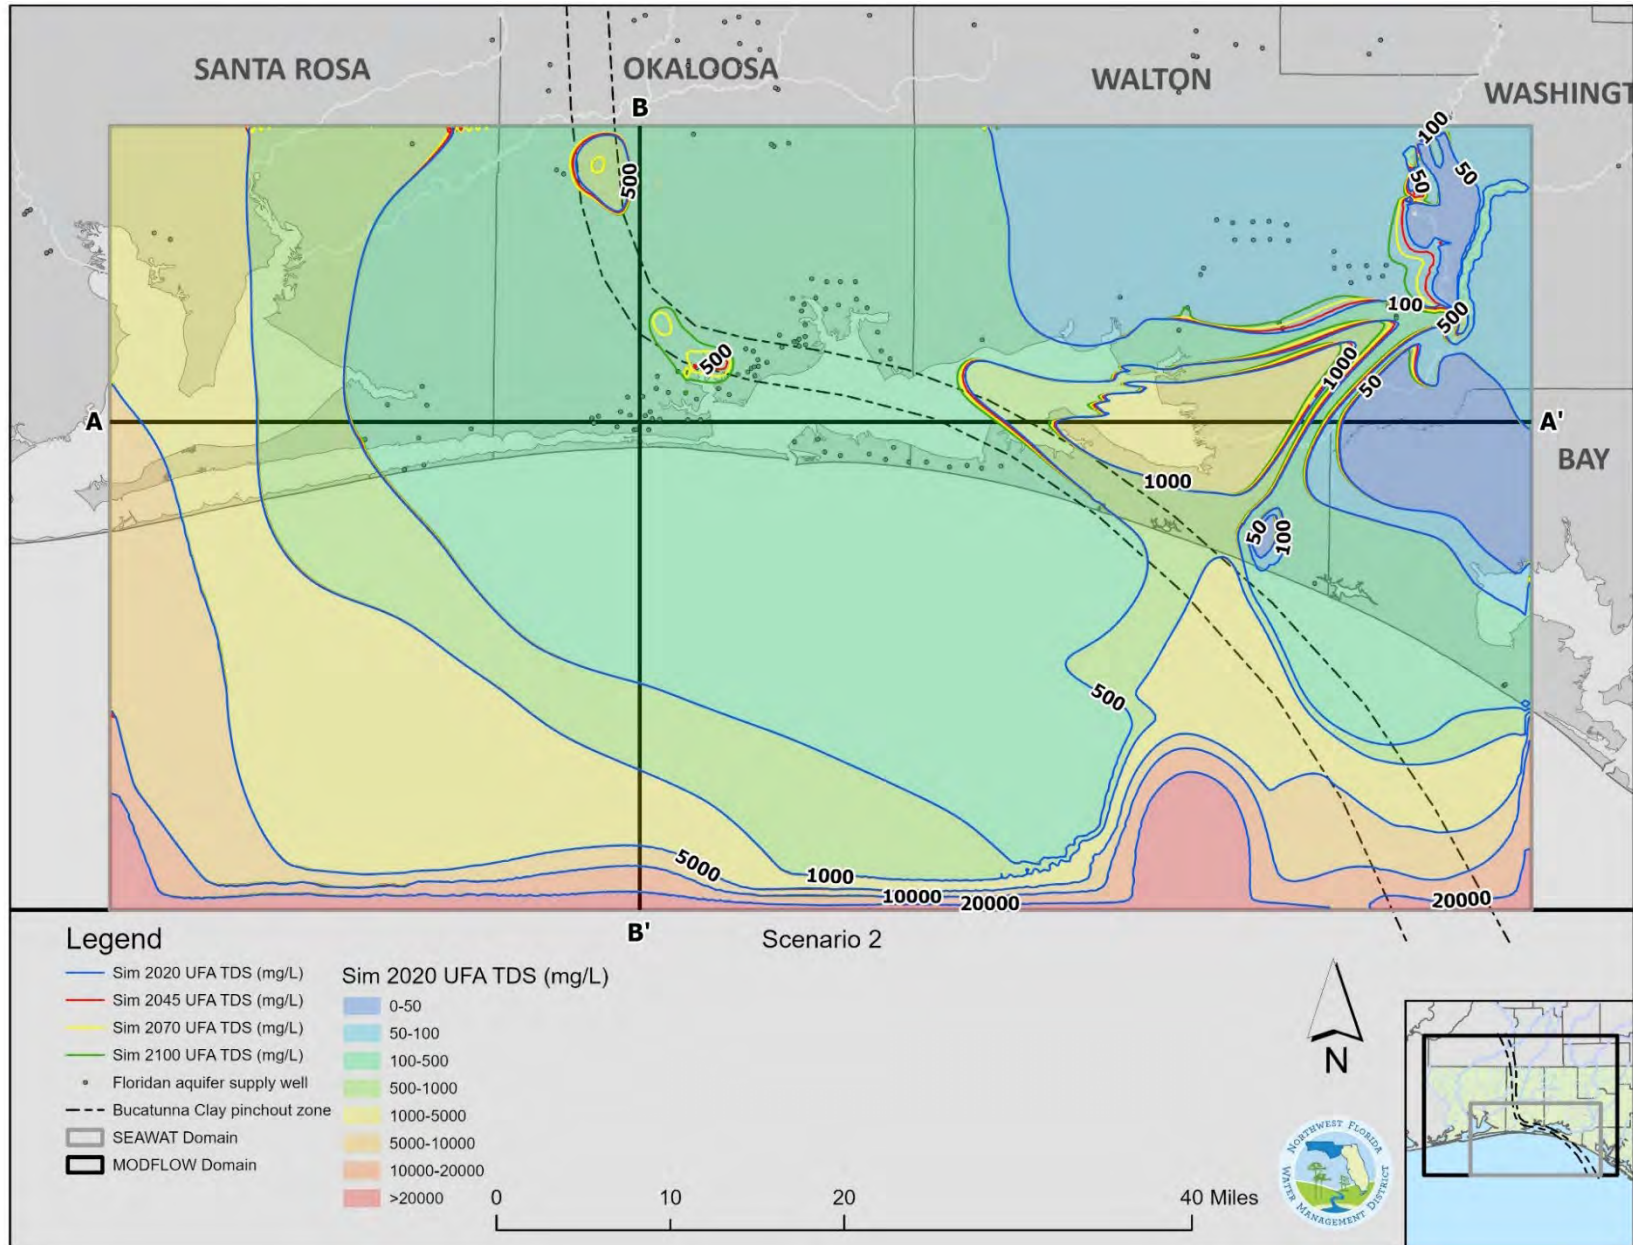 SANTA ROSA
OKALOOSA
WALTON
WASHINGT
B
100
50
50
500
100
500
500
1000
50
A
A'
BAY
1000
50
100
500
5000
1000
10000
20000
20000
B'
Scenario 2
Legend
Sim 2020 UFA TDS (mg/L)
Sim 2045 UFA TDS (mg/L)
Sim 2070 UFA TDS (mg/L)
Sim 2100 UFA TDS (mg/L)
Floridan aquifer supply well
Bucatunna Clay pinchout zone
SEAWAT Domain
MODFLOW Domain
Sim 2020 UFA TDS (mg/L)
0-50
50-100
100-500
500-1000
1000-5000
5000-10000
10000-20000
>20000
0 10 20 40 Miles
N
NORTHWEST FLORIDA
WATER MANAGEMENT DISTRICT